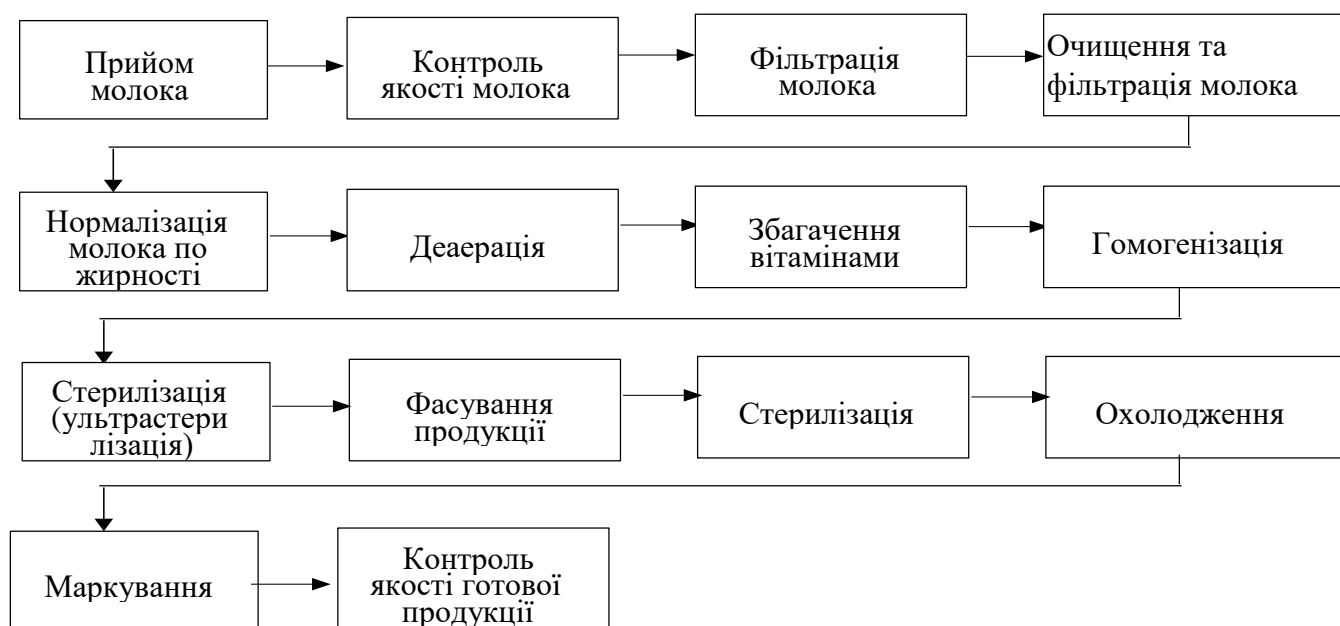 Прийом
молока
Контроль
якості молока
Фільтрація
молока
Очищення та
фільтрація молока
Нормалізація
молока по
жирності
Деаерація
Збагачення
вітамінами
Гомогенізація
Стерилізація
(ультрастери
лізація)
Фасування
продукції
Стерилізація
Охолодження
Маркування
Контроль
якості готової
продукції